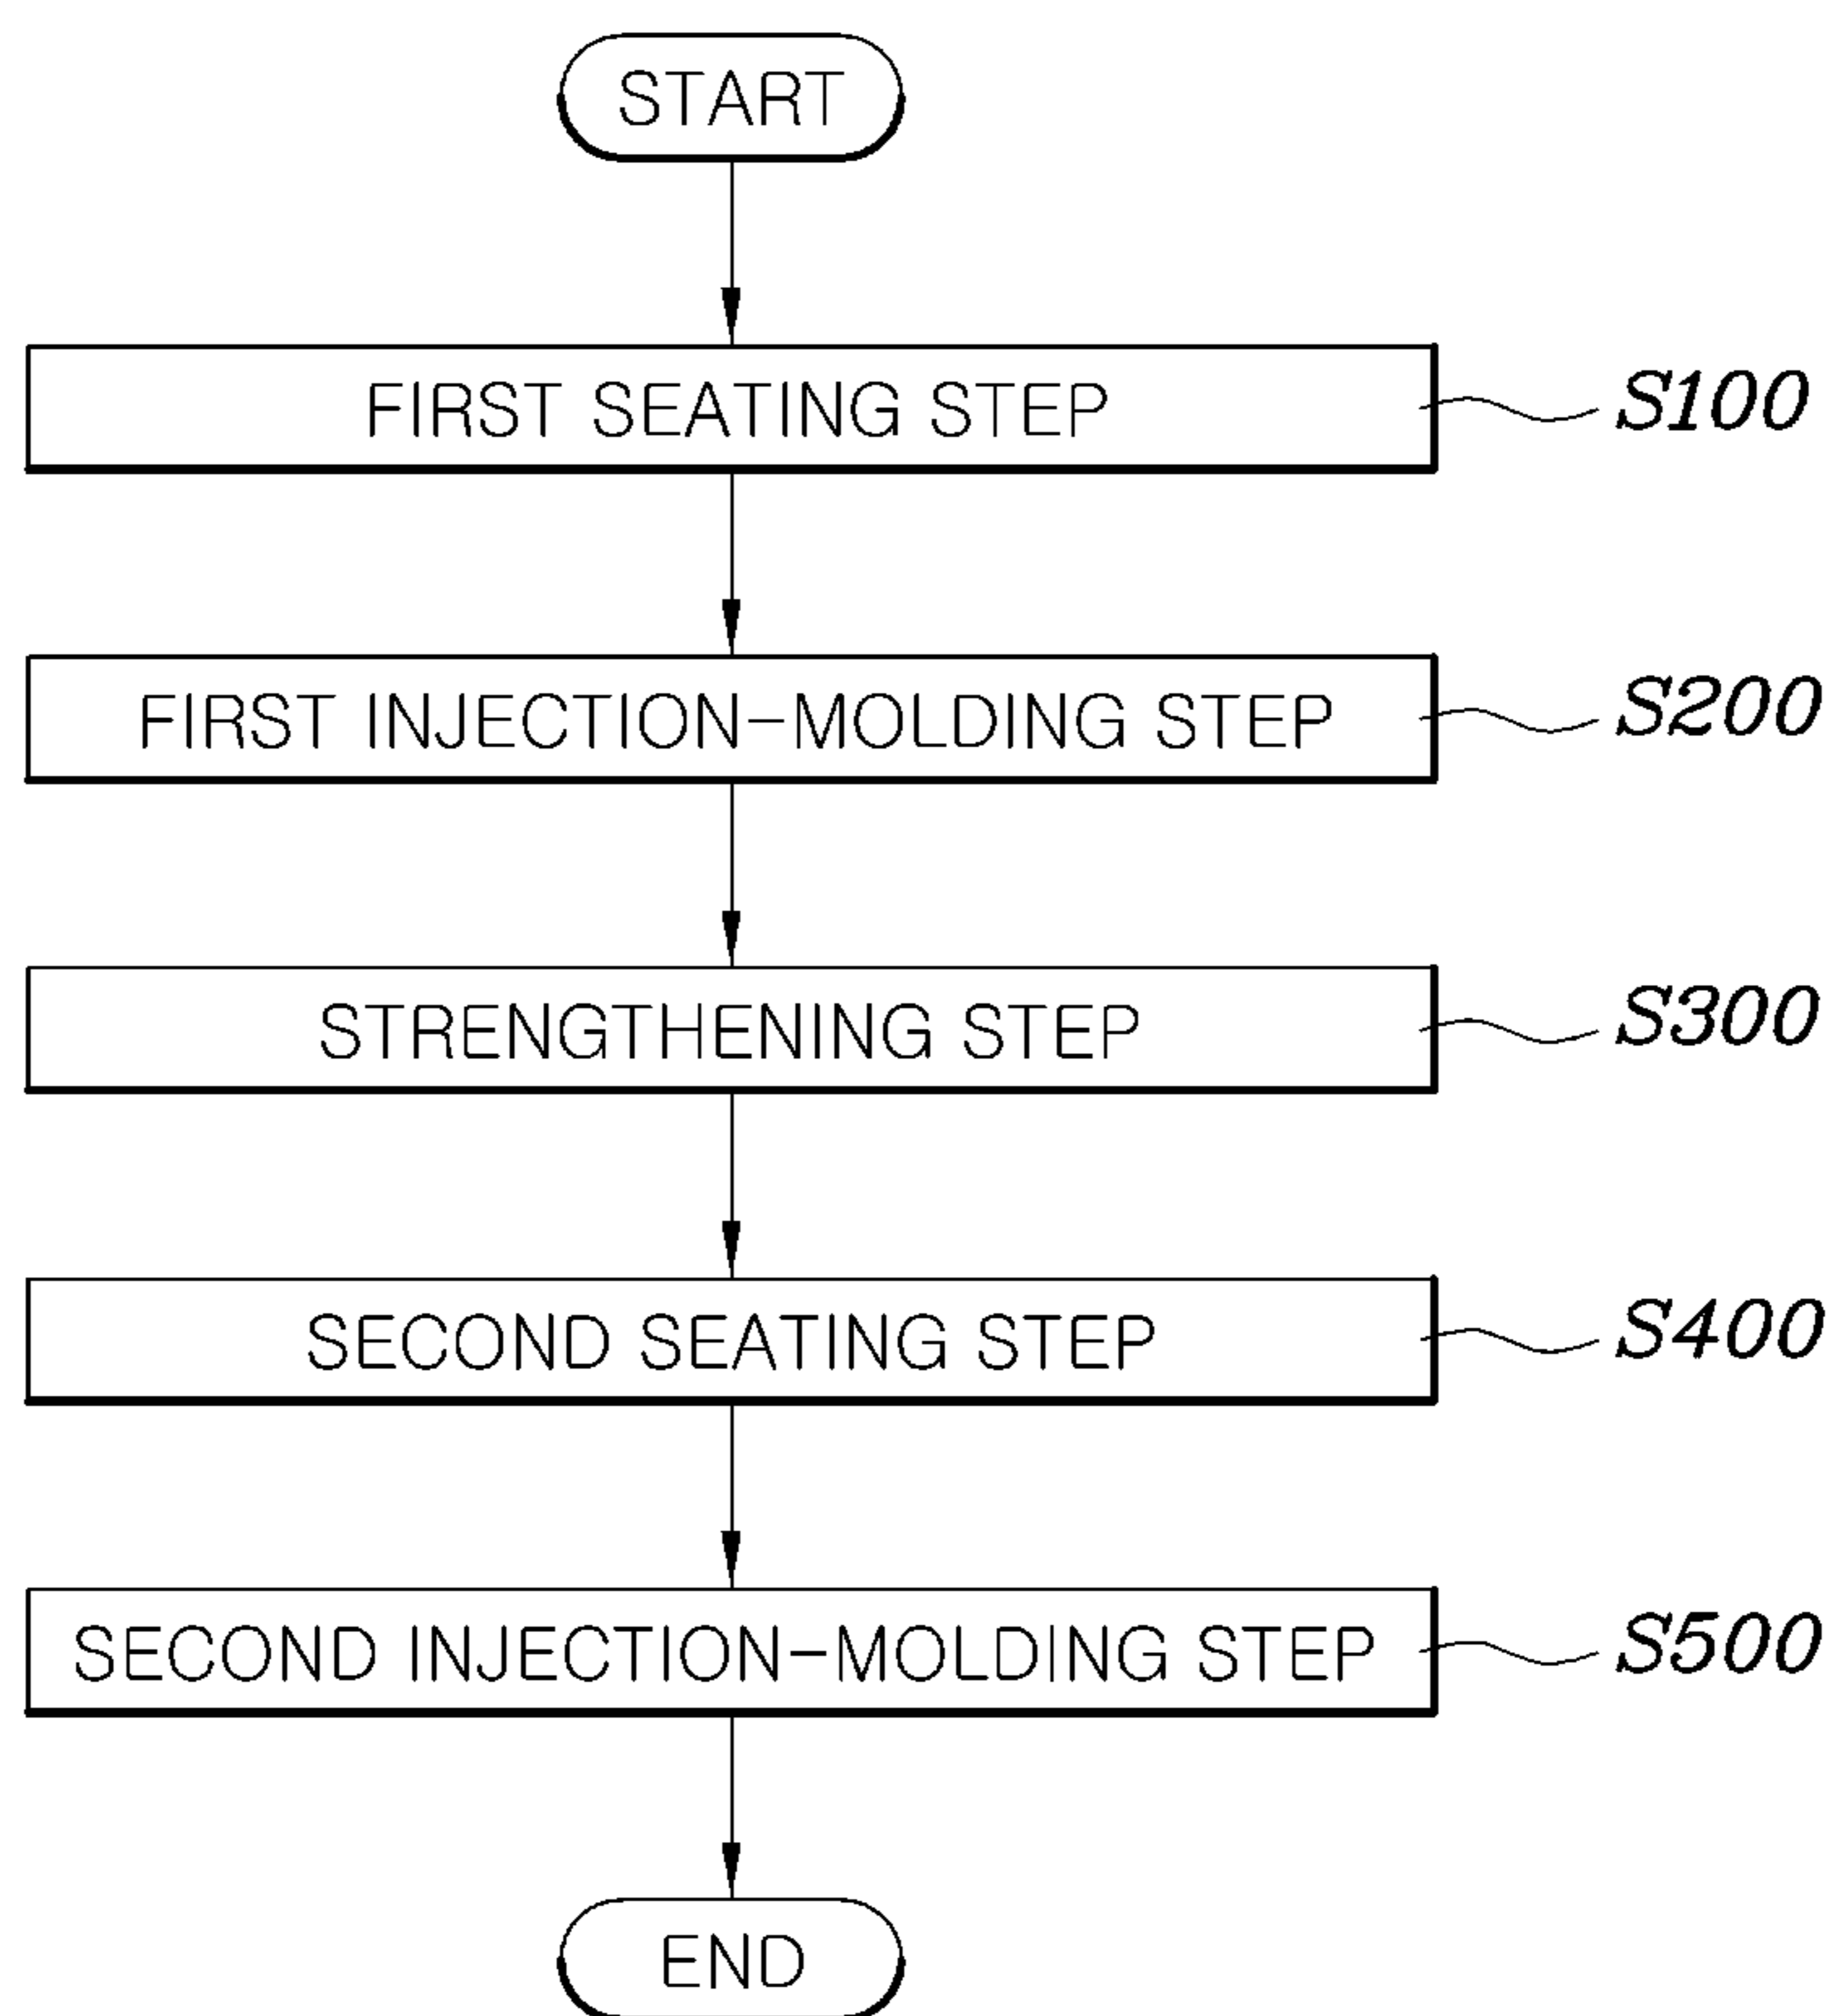 START
FIRST SEATING STEP
S100
FIRST INJECTION-MOLDING STEP
S200
STRENGTHENING STEP
S300
SECOND SEATING STEP
S400
SECOND INJECTION-MOLDING STEP
S500
END